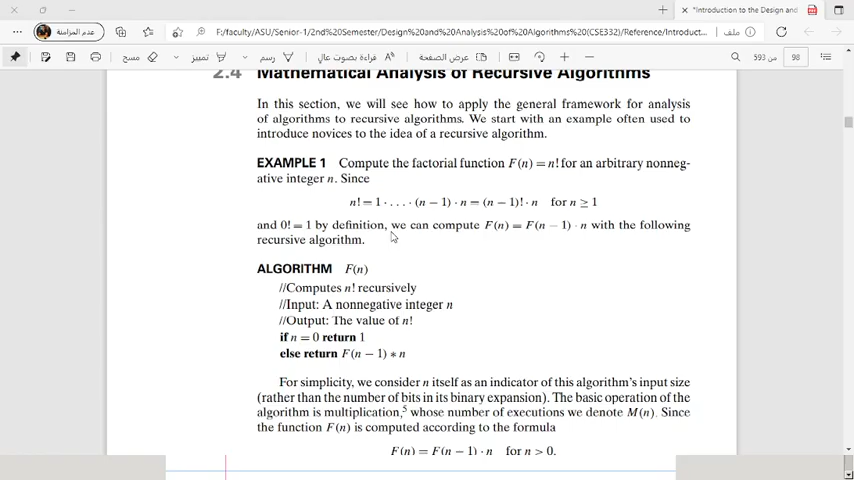 *Introduction to the Design and
عدم المزامنة
F:/faculty/ASU/Senior-1/2nd%20Semester/Design%20and%20Analysis%20of%20Algorithms%20(CSE332)/Reference/Introduct...
ملف
مسح
تمييز
رسم
قراءة بصوت عالٍ
عرض الصفحة
من 593
98
2.4 Mathematical Analysis of Recursive Algorithms
In this section, we will see how to apply the general framework for analysis
of algorithms to recursive algorithms. We start with an example often used to
introduce novices to the idea of a recursive algorithm.
EXAMPLE 1 Compute the factorial function F(n) = n! for an arbitrary nonneg-
ative integer n. Since
n! = 1 · . . . · (n − 1) · n = (n − 1)! · n for n ≥ 1
and 0! = 1 by definition, we can compute F(n) = F(n − 1) · n with the following
recursive algorithm.
ALGORITHM F(n)
//Computes n! recursively
//Input: A nonnegative integer n
//Output: The value of n!
if n = 0 return 1
else return F(n − 1) * n
For simplicity, we consider n itself as an indicator of this algorithm's input size
(rather than the number of bits in its binary expansion). The basic operation of the
algorithm is multiplication,⁵ whose number of executions we denote M(n). Since
the function F(n) is computed according to the formula
F(n) = F(n − 1) · n for n > 0,